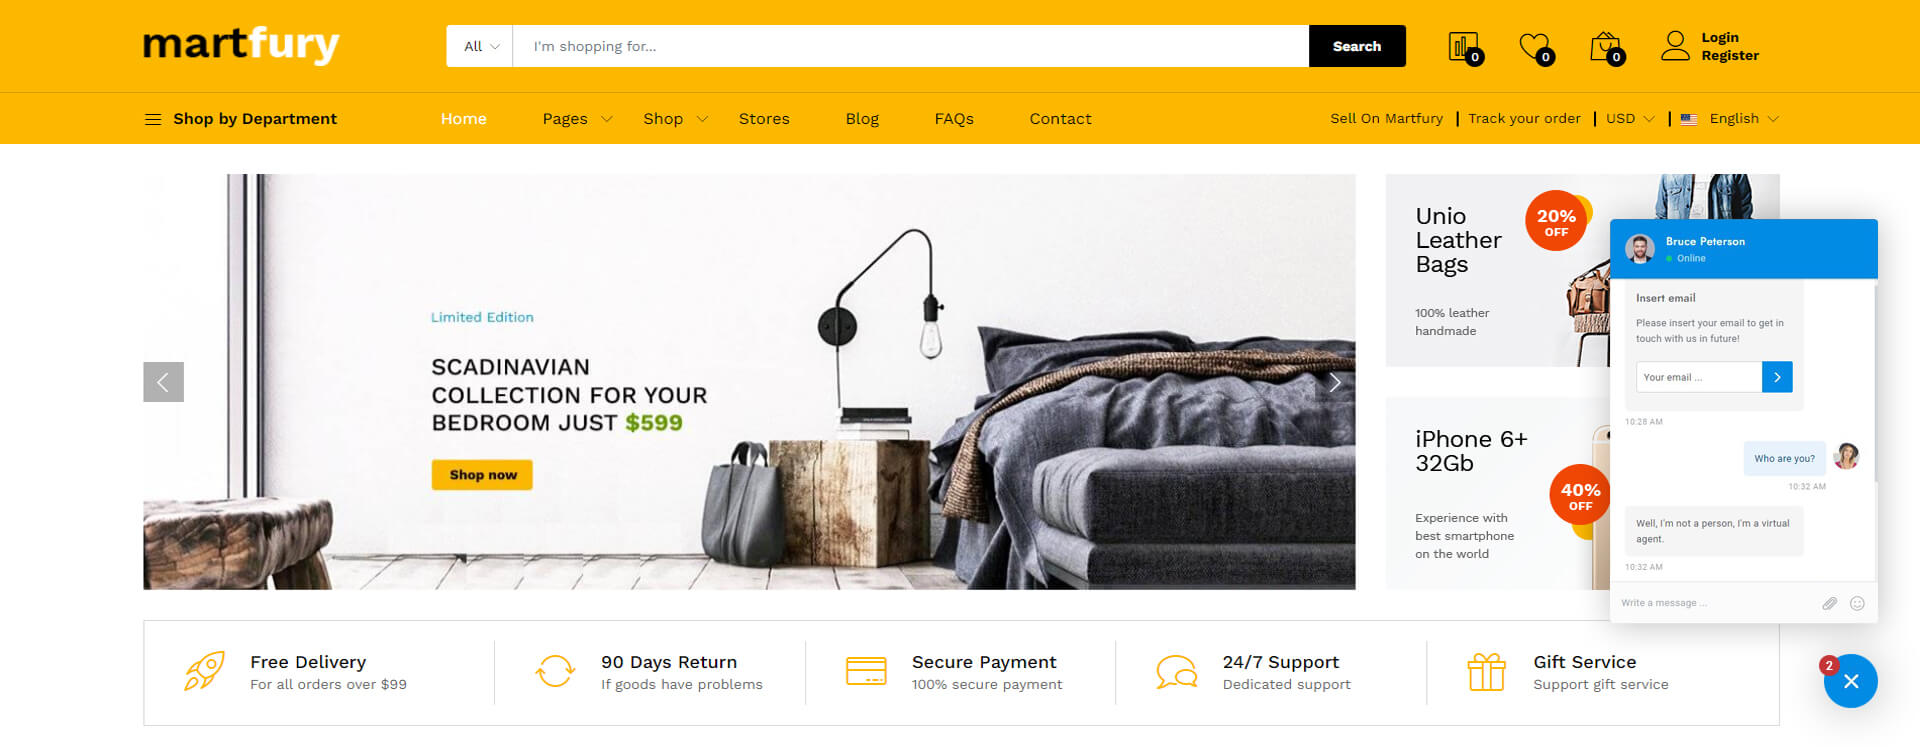 martfury
All
I'm shopping for...
Search
0
0
0
Login
Register
Shop by Department
Home
Pages
Shop
Stores
Blog
FAQs
Contact
Sell On Martfury
Track your order
USD
English
Limited Edition
SCADINAVIAN
COLLECTION FOR YOUR
BEDROOM JUST $599
Shop now
Unio
Leather
Bags
20%
OFF
100% leather
handmade
iPhone 6+
32Gb
40%
OFF
Experience with
best smartphone
on the world
Bruce Peterson
Online
Insert email
Please insert your email to get in
touch with us in future!
Your email ...
10:28 AM
Who are you?
10:32 AM
Well, I'm not a person, I'm a virtual
agent.
10:32 AM
Write a message ...
2
Free Delivery
For all orders over $99
90 Days Return
If goods have problems
Secure Payment
100% secure payment
24/7 Support
Dedicated support
Gift Service
Support gift service